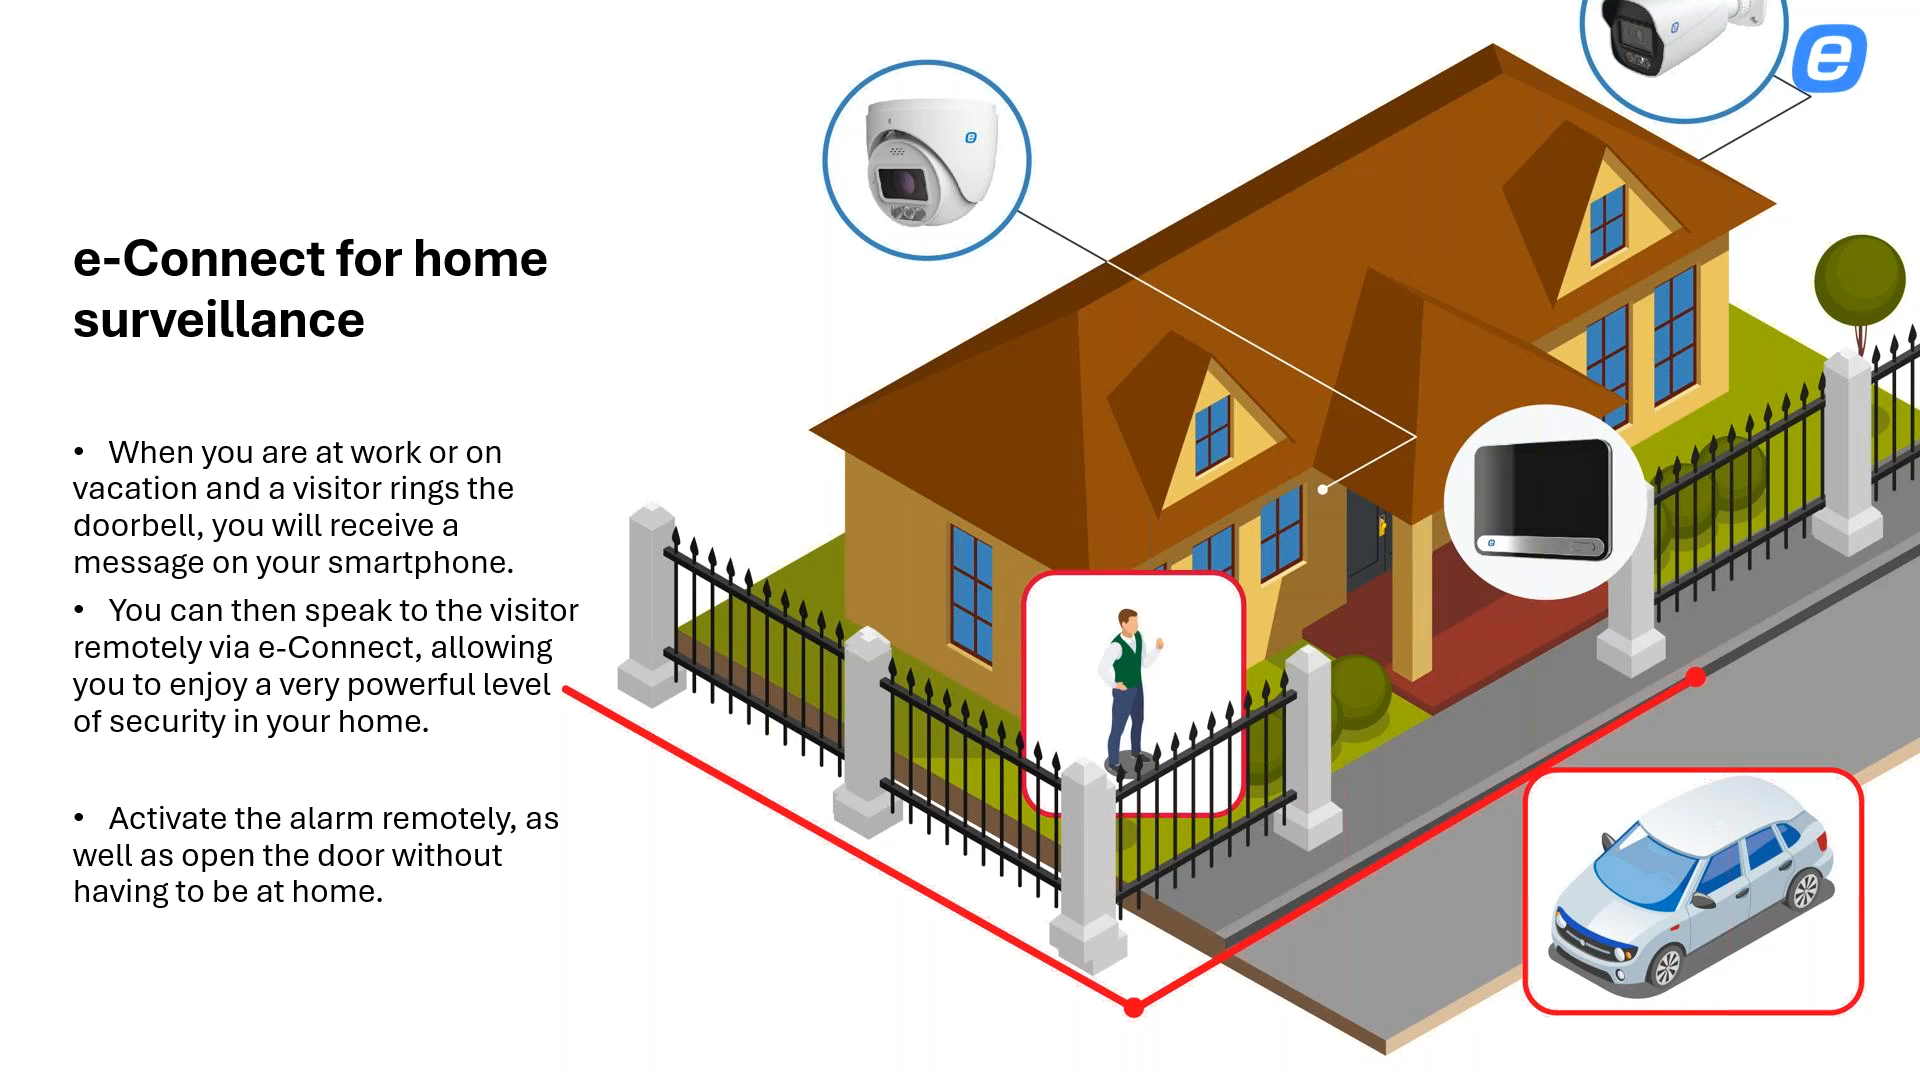 e
e-Connect for home
surveillance
• When you are at work or on
vacation and a visitor rings the
doorbell, you will receive a
message on your smartphone.
• You can then speak to the visitor
remotely via e-Connect, allowing
you to enjoy a very powerful level
of security in your home.
• Activate the alarm remotely, as
well as open the door without
having to be at home.